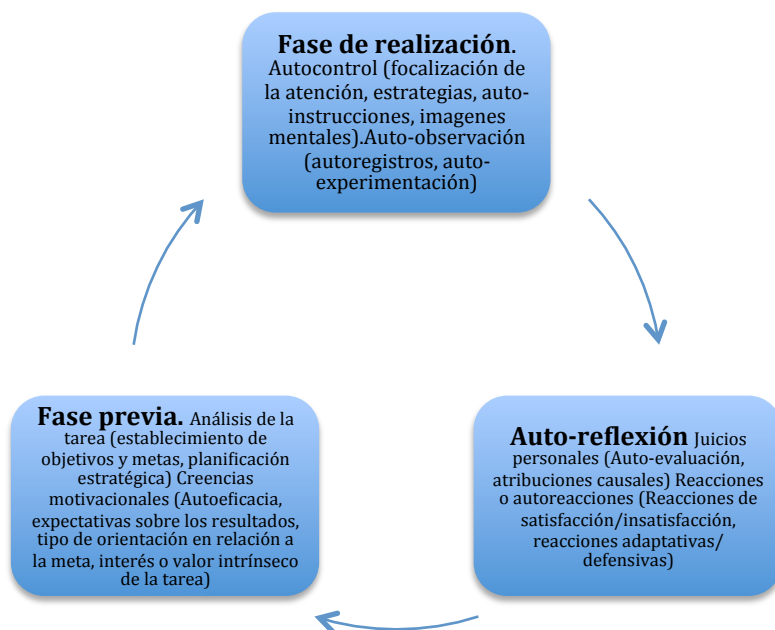 Fase de realización.
Autocontrol (focalización de
la atención, estrategias, auto-
instrucciones, imagenes
mentales).Auto-observación
(autoregistros, auto-
experimentación)
Fase previa. Análisis de la
tarea (establecimiento de
objetivos y metas, planificación
estratégica) Creencias
motivacionales (Autoeficacia,
expectativas sobre los resultados,
tipo de orientación en relación a
la meta, interés o valor intrínseco
de la tarea)
Auto-reflexión Juicios
personales (Auto-evaluación,
atribuciones causales) Reacciones
o autoreacciones (Reacciones de
satisfacción/insatisfacción,
reacciones adaptativas/
defensivas)